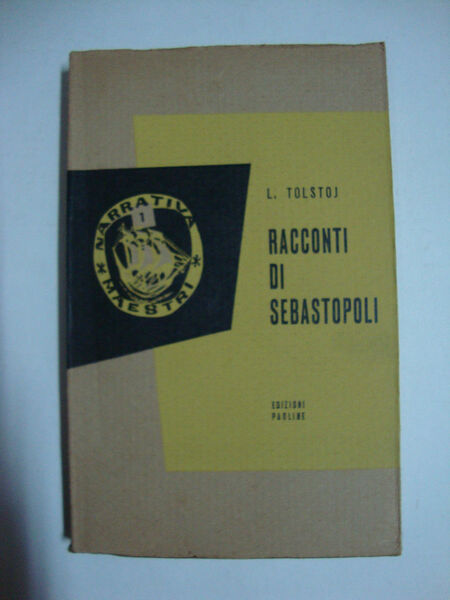 NARRATIVA
1
* MAESTRI *
L. TOLSTOJ
RACCONTI
DI
SEBASTOPOLI
EDIZIONI
PAOLINE